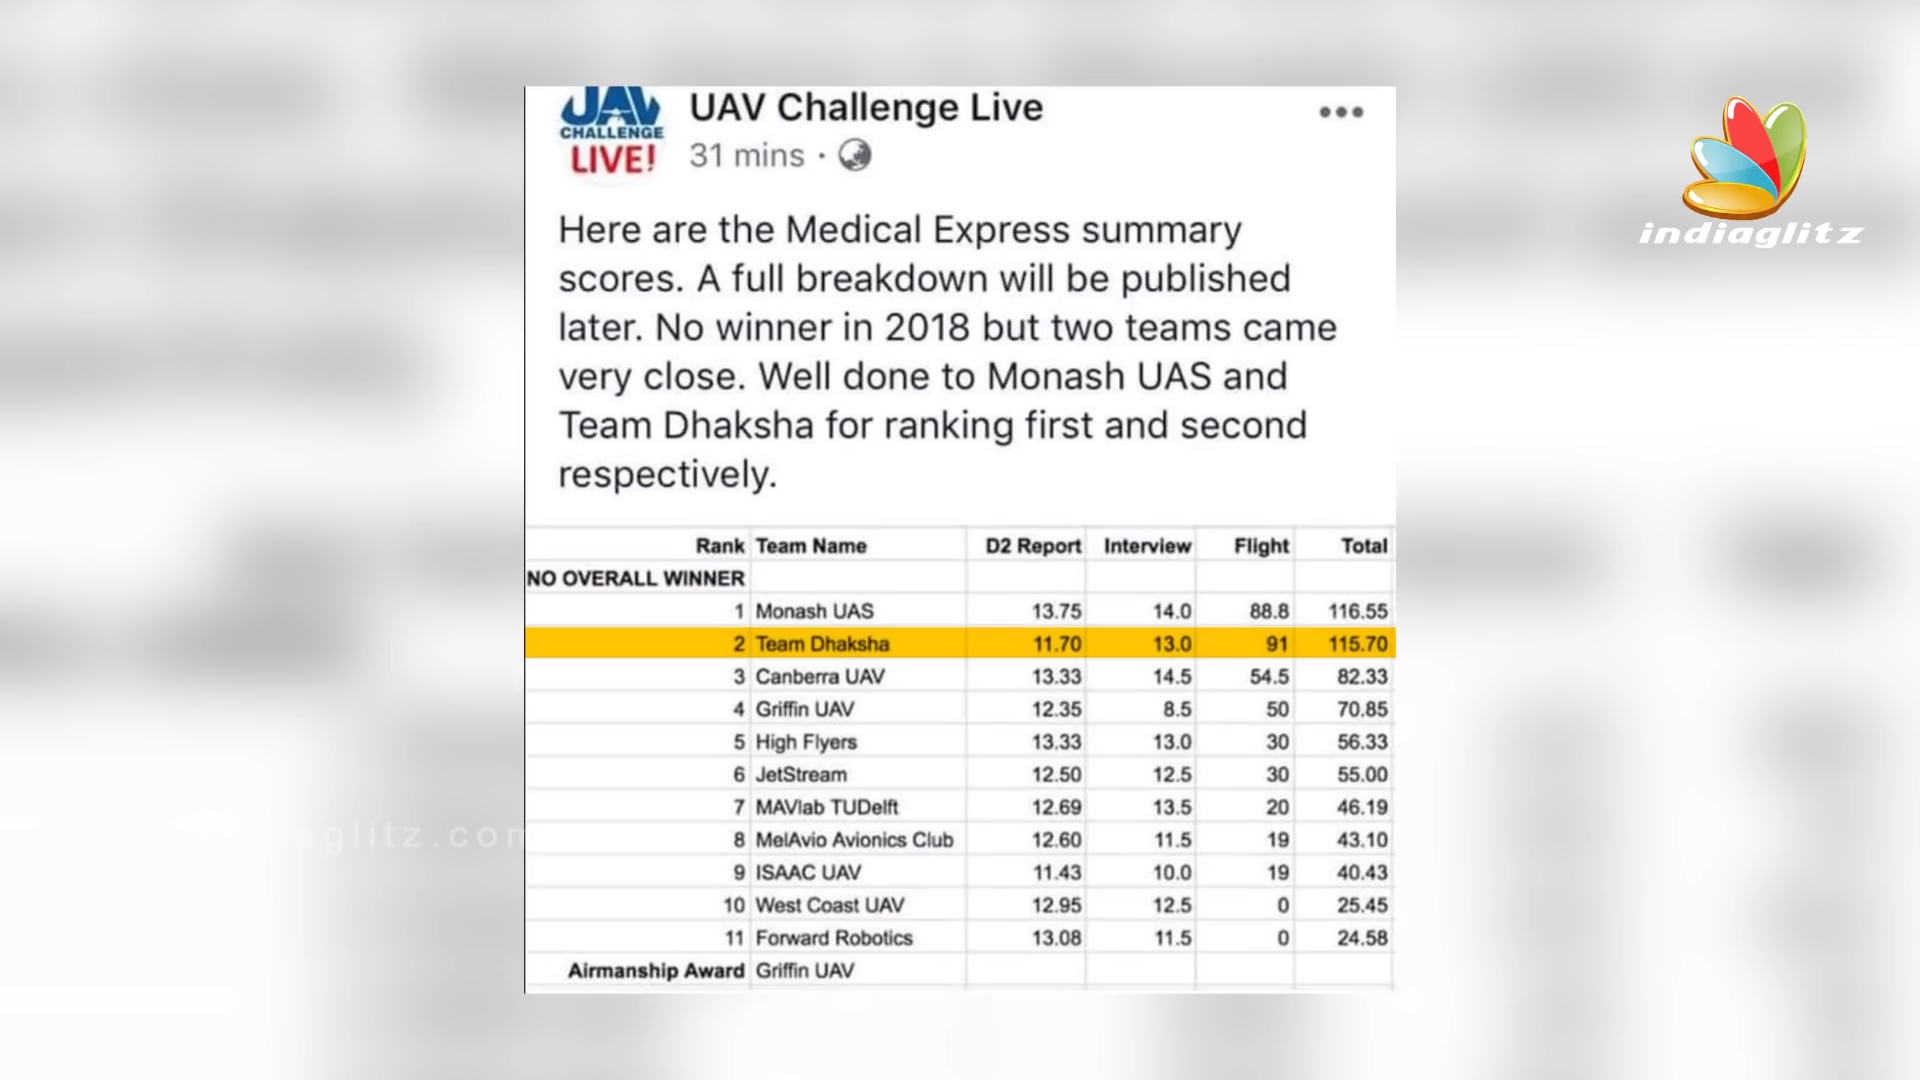 UAV
CHALLENGE
LIVE!
UAV Challenge Live
31 mins ·
indiaglitz
Here are the Medical Express summary
scores. A full breakdown will be published
later. No winner in 2018 but two teams came
very close. Well done to Monash UAS and
Team Dhaksha for ranking first and second
respectively.
Rank Team Name D2 Report Interview Flight Total
NO OVERALL WINNER
1 Monash UAS 13.75 14.0 88.8 116.55
2 Team Dhaksha 11.70 13.0 91 115.70
3 Canberra UAV 13.33 14.5 54.5 82.33
4 Griffin UAV 12.35 8.5 50 70.85
5 High Flyers 13.33 13.0 30 56.33
6 JetStream 12.50 12.5 30 55.00
7 MAVlab TUDelft 12.69 13.5 20 46.19
8 MelAvio Avionics Club 12.60 11.5 19 43.10
9 ISAAC UAV 11.43 10.0 19 40.43
10 West Coast UAV 12.95 12.5 0 25.45
11 Forward Robotics 13.08 11.5 0 24.58
Airmanship Award Griffin UAV